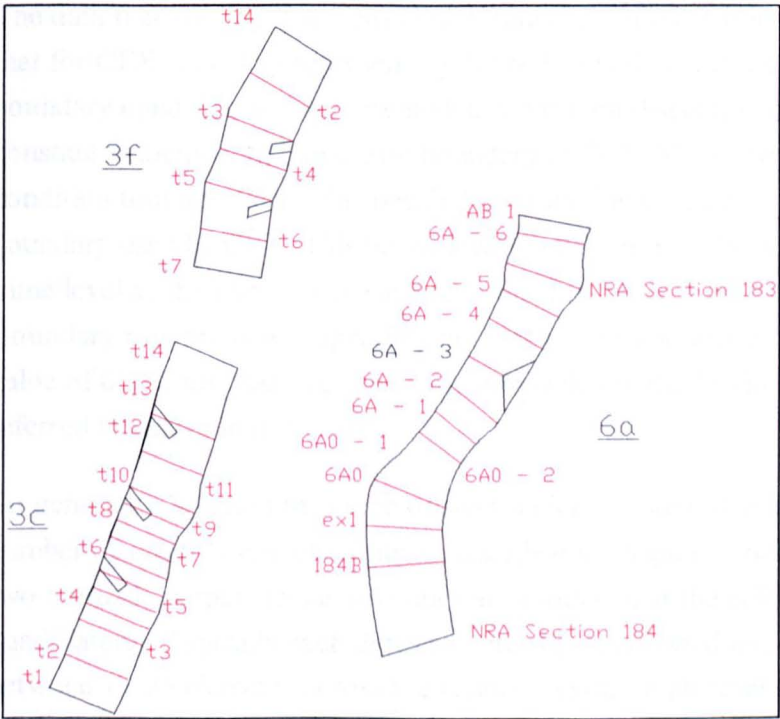 t14
t3
t2
3f
t5
t4
t7
t6
AB 1
6A - 6
6A - 5
NRA Section 183
6A - 4
6A - 3
6A - 2
6A - 1
6a
6A0 - 1
6A0
6A0 - 2
ex1
184B
NRA Section 184
t14
t13
t12
t10
t11
3c
t8
t9
t6
t7
t4
t5
t2
t3
t1